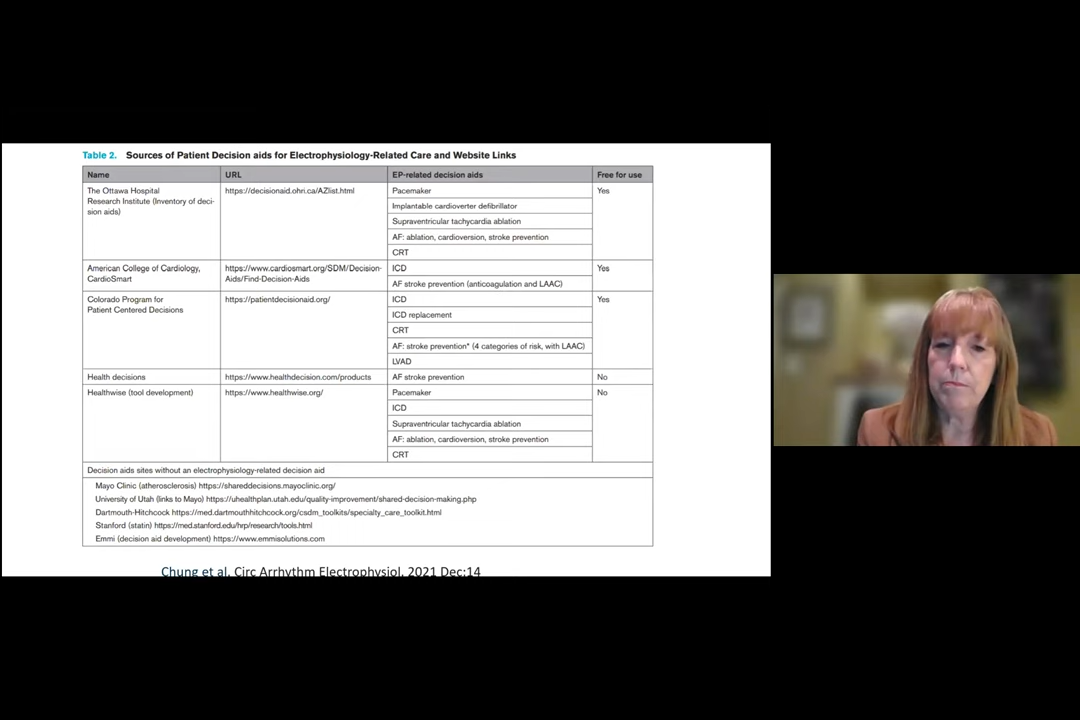 Table 2. Sources of Patient Decision aids for Electrophysiology-Related Care and Website Links
Name URL EP-related decision aids Free for use
The Ottawa Hospital
Research Institute (Inventory of deci-
sion aids)
https://decisionaid.ohri.ca/AZlist.html
Pacemaker
Implantable cardioverter defibrillator
Supraventricular tachycardia ablation
AF: ablation, cardioversion, stroke prevention
CRT
Yes
American College of Cardiology,
CardioSmart
https://www.cardiosmart.org/SDM/Decision-
Aids/Find-Decision-Aids
ICD
AF stroke prevention (anticoagulation and LAAC)
Yes
Colorado Program for
Patient Centered Decisions
https://patientdecisionaid.org/
ICD
ICD replacement
CRT
AF: stroke prevention* (4 categories of risk, with LAAC)
LVAD
Yes
Health decisions https://www.healthdecision.com/products AF stroke prevention No
Healthwise (tool development) https://www.healthwise.org/
Pacemaker
ICD
Supraventricular tachycardia ablation
AF: ablation, cardioversion, stroke prevention
CRT
No
Decision aids sites without an electrophysiology-related decision aid
Mayo Clinic (atherosclerosis) https://shareddecisions.mayoclinic.org/
University of Utah (links to Mayo) https://uhealthplan.utah.edu/quality-improvement/shared-decision-making.php
Dartmouth-Hitchcock https://med.dartmouthhitchcock.org/csdm_toolkits/specialty_care_toolkit.html
Stanford (statin) https://med.stanford.edu/hrp/research/tools.html
Emmi (decision aid development) https://www.emmisolutions.com
Chung et al. Circ Arrhythm Electrophysiol. 2021 Dec;14